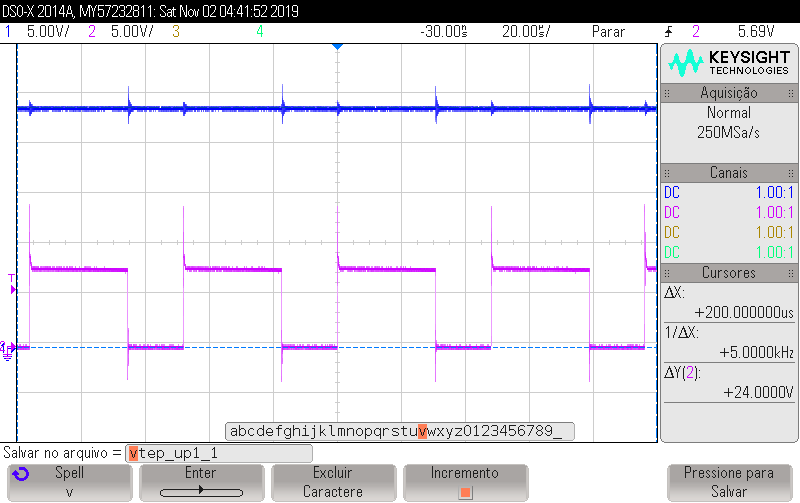 DSO-X 2014A, MY57232811: Sat Nov 02 04:41:52 2019
1 5.00V/ 2 5.00V/ 3 4 -30.00⅟s 20.00⅟s/ Parar 2 5.69V
KEYSIGHT
TECHNOLOGIES
Aquisição
Normal
250MSa/s
Canais
DC 1.00:1
DC 1.00:1
DC 1.00:1
DC 1.00:1
Cursores
ΔX:
+200.000000us
1/ΔX:
+5.0000kHz
ΔY(2):
+24.0000V
T
abcdefghijklmnopqrstuvwxyz0123456789_
Salvar no arquivo = vtep_up1_1
Spell
v
Enter
Excluir
Caractere
Incremento
Pressione para
Salvar